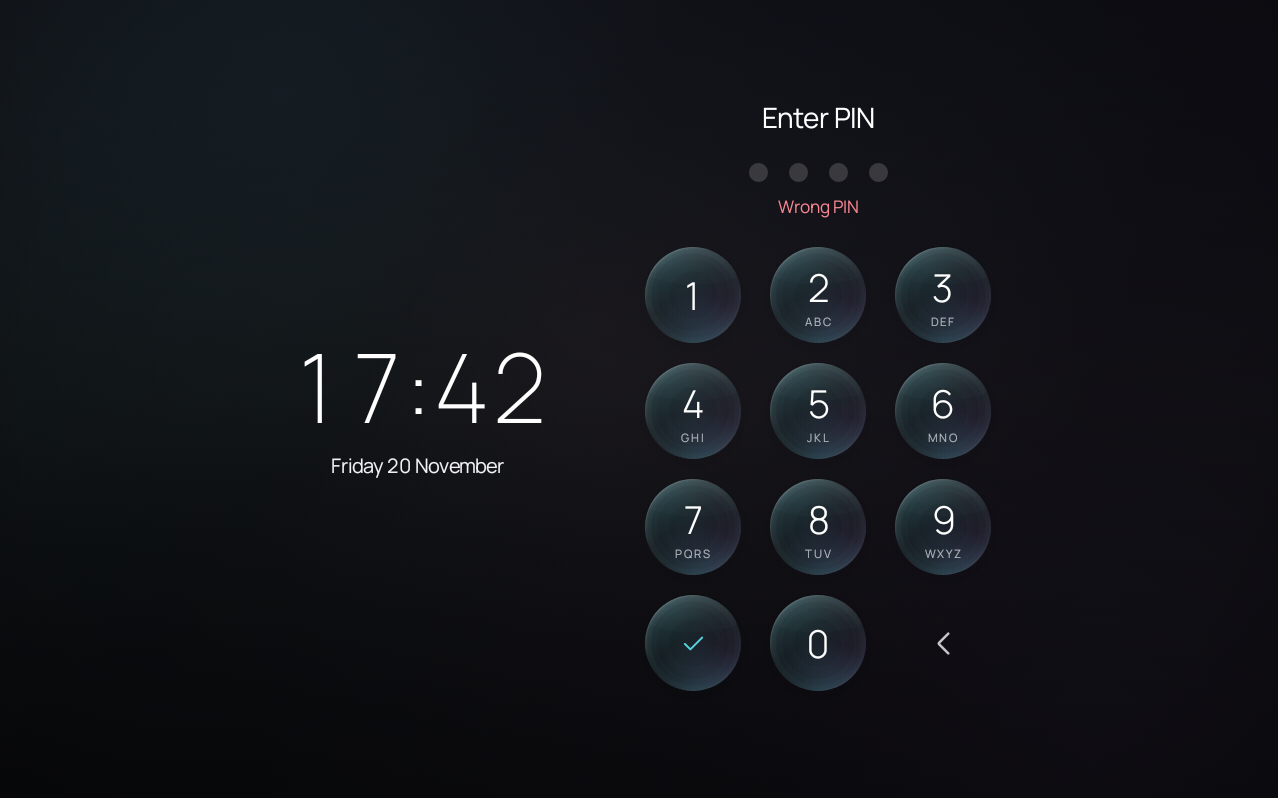 17:42
Friday 20 November
Enter PIN
Wrong PIN
1 2 3
ABC DEF
4 5 6
GHI JKL MNO
7 8 9
PQRS TUV WXYZ
0